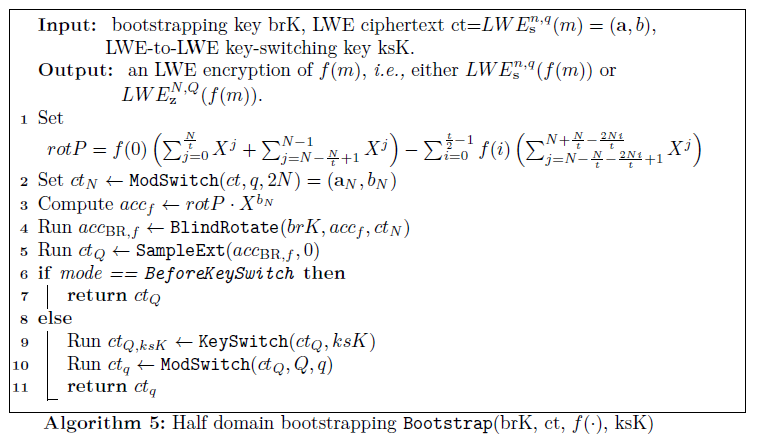 Input: bootstrapping key brK, LWE ciphertext ct=$LWE_{\mathbf{s}}^{n,q}(m) = (\mathbf{a}, b)$,
LWE-to-LWE key-switching key ksK.
Output: an LWE encryption of $f(m)$, i.e., either $LWE_{\mathbf{s}}^{n,q}(f(m))$ or
$LWE_{\mathbf{z}}^{N,Q}(f(m))$.
1 Set
$rotP = f(0) \left( \sum_{j=0}^{\frac{N}{t}} X^j + \sum_{j=N-\frac{N}{t}+1}^{N-1} X^j \right) - \sum_{i=0}^{\frac{t}{2}-1} f(i) \left( \sum_{j=N-\frac{N}{t}-\frac{2Ni}{t}+1}^{N+\frac{N}{t}-\frac{2Ni}{t}} X^j \right)$
2 Set $ct_N \leftarrow$ ModSwitch$(ct, q, 2N) = (\mathbf{a}_N, b_N)$
3 Compute $acc_f \leftarrow rotP \cdot X^{b_N}$
4 Run $acc_{\mathrm{BR},f} \leftarrow$ BlindRotate$(brK, acc_f, ct_N)$
5 Run $ct_Q \leftarrow$ SampleExt$(acc_{\mathrm{BR},f}, 0)$
6 if mode == BeforeKeySwitch then
7 return $ct_Q$
8 else
9 Run $ct_{Q,ksK} \leftarrow$ KeySwitch$(ct_Q, ksK)$
10 Run $ct_q \leftarrow$ ModSwitch$(ct_Q, Q, q)$
11 return $ct_q$
Algorithm 5: Half domain bootstrapping Bootstrap(brK, ct, $f(\cdot)$, ksK)